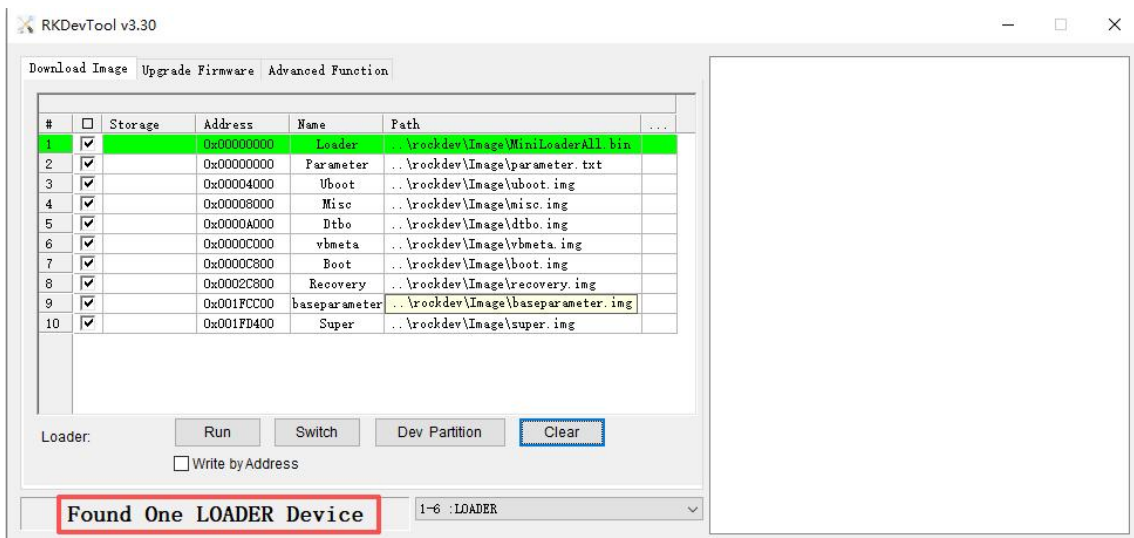 RKDevTool v3.30
Download Image Upgrade Firmware Advanced Function
# Storage Address Name Path ...
1 0x00000000 Loader ..\rockdev\Image\MiniLoaderAll.bin
2 0x00000000 Parameter ..\rockdev\Image\parameter.txt
3 0x00004000 Uboot ..\rockdev\Image\uboot.img
4 0x00008000 Misc ..\rockdev\Image\misc.img
5 0x0000A000 Dtbo ..\rockdev\Image\dtbo.img
6 0x0000C000 vbmeta ..\rockdev\Image\vbmeta.img
7 0x0000C800 Boot ..\rockdev\Image\boot.img
8 0x0002C800 Recovery ..\rockdev\Image\recovery.img
9 0x001FCC00 baseparameter ..\rockdev\Image\baseparameter.img
10 0x001FD400 Super ..\rockdev\Image\super.img
Loader: Run Switch Dev Partition Clear
Write by Address
Found One LOADER Device 1-6 :LOADER